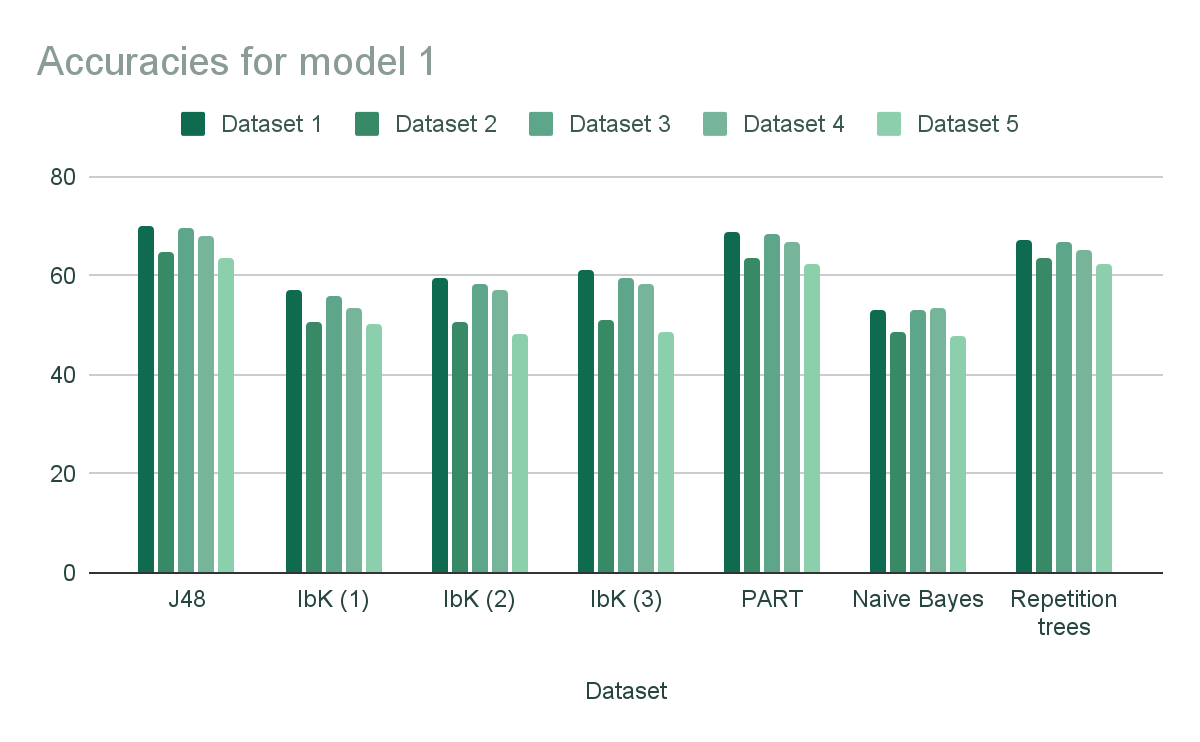 Accuracies for model 1
Dataset 1 Dataset 2 Dataset 3 Dataset 4 Dataset 5
80
60
40
20
0
J48 IbK (1) IbK (2) IbK (3) PART Naive Bayes Repetition
trees
Dataset